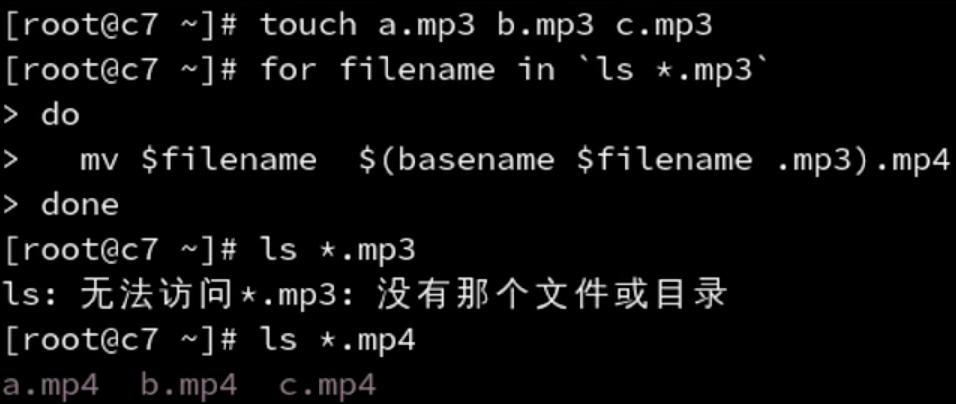 [root@c7 ~]# touch a.mp3 b.mp3 c.mp3
[root@c7 ~]# for filename in `ls *.mp3`
> do
>   mv $filename  $(basename $filename .mp3).mp4
> done
[root@c7 ~]# ls *.mp3
ls: 无法访问*.mp3: 没有那个文件或目录
[root@c7 ~]# ls *.mp4
a.mp4  b.mp4  c.mp4